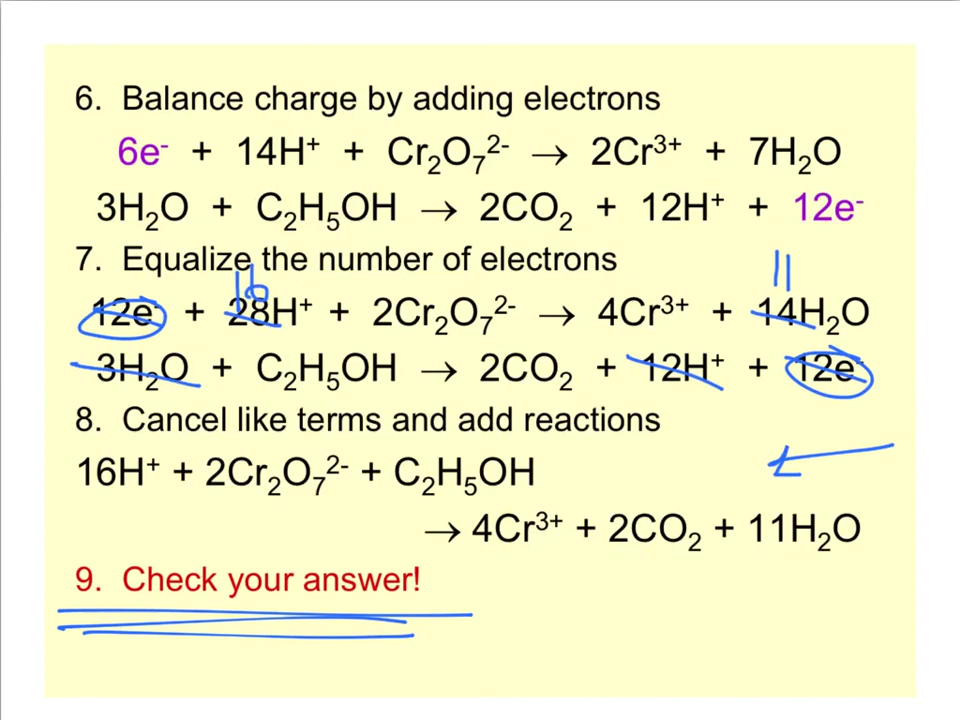 6. Balance charge by adding electrons
6e⁻ + 14H⁺ + Cr₂O₇²⁻ → 2Cr³⁺ + 7H₂O
3H₂O + C₂H₅OH → 2CO₂ + 12H⁺ + 12e⁻
7. Equalize the number of electrons
16 11
12e⁻ + 28H⁺ + 2Cr₂O₇²⁻ → 4Cr³⁺ + 14H₂O
3H₂O + C₂H₅OH → 2CO₂ + 12H⁺ + 12e⁻
8. Cancel like terms and add reactions
16H⁺ + 2Cr₂O₇²⁻ + C₂H₅OH
→ 4Cr³⁺ + 2CO₂ + 11H₂O
9. Check your answer!